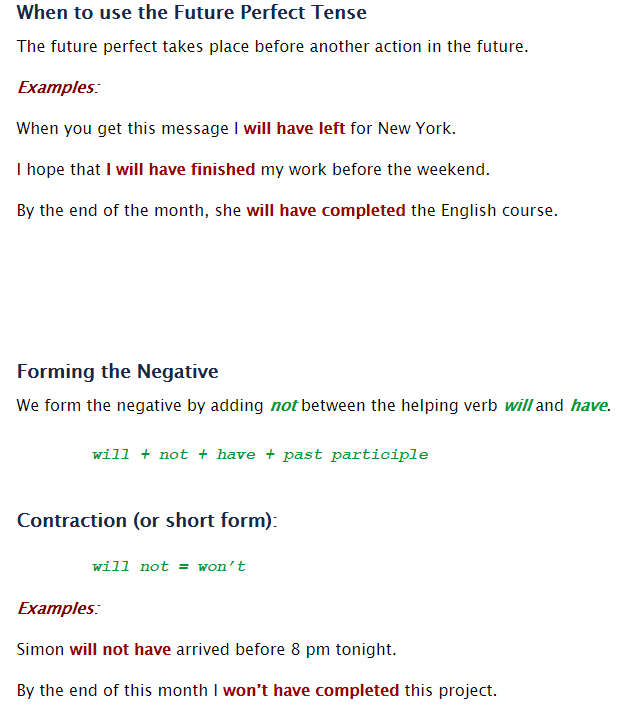 When to use the Future Perfect Tense
The future perfect takes place before another action in the future.
Examples:
When you get this message I will have left for New York.
I hope that I will have finished my work before the weekend.
By the end of the month, she will have completed the English course.
Forming the Negative
We form the negative by adding not between the helping verb will and have.
will + not + have + past participle
Contraction (or short form):
will not = won't
Examples:
Simon will not have arrived before 8 pm tonight.
By the end of this month I won’t have completed this project.